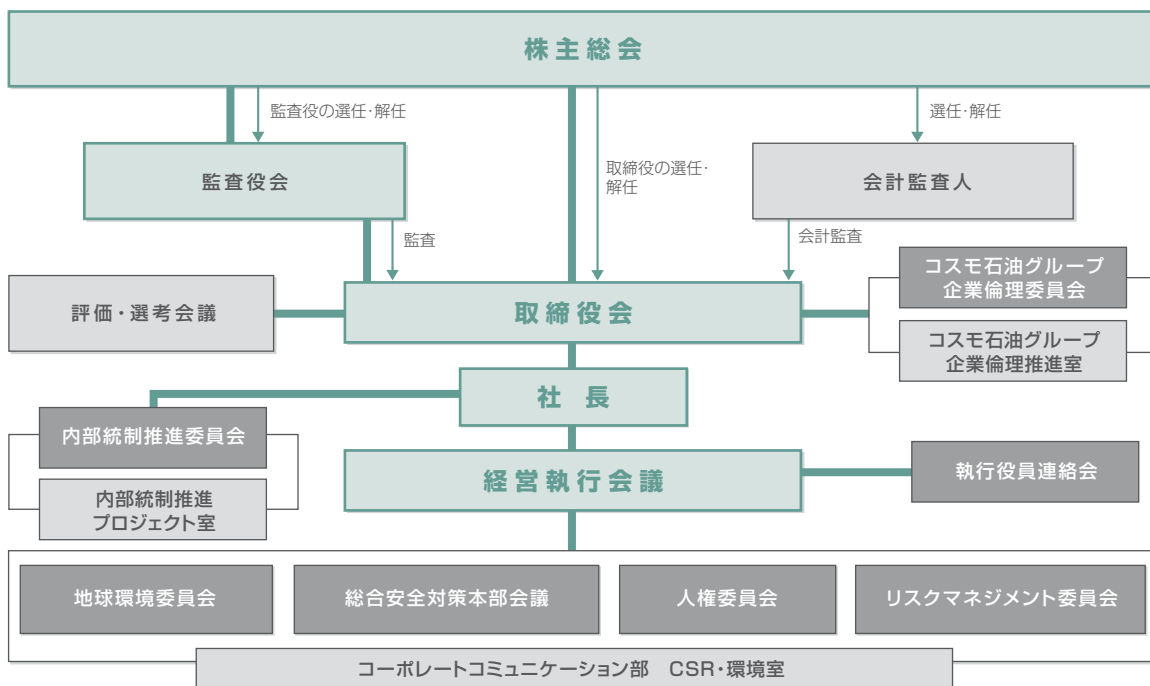 株主総会
監査役の選任・解任
選任・解任
監査役会
取締役の選任・
解任
会計監査人
監査
会計監査
コスモ石油グループ
企業倫理委員会
評価・選考会議
取締役会
コスモ石油グループ
企業倫理推進室
社　長
内部統制推進委員会
経営執行会議
執行役員連絡会
内部統制推進
プロジェクト室
地球環境委員会
総合安全対策本部会議
人権委員会
リスクマネジメント委員会
コーポレートコミュニケーション部　CSR・環境室